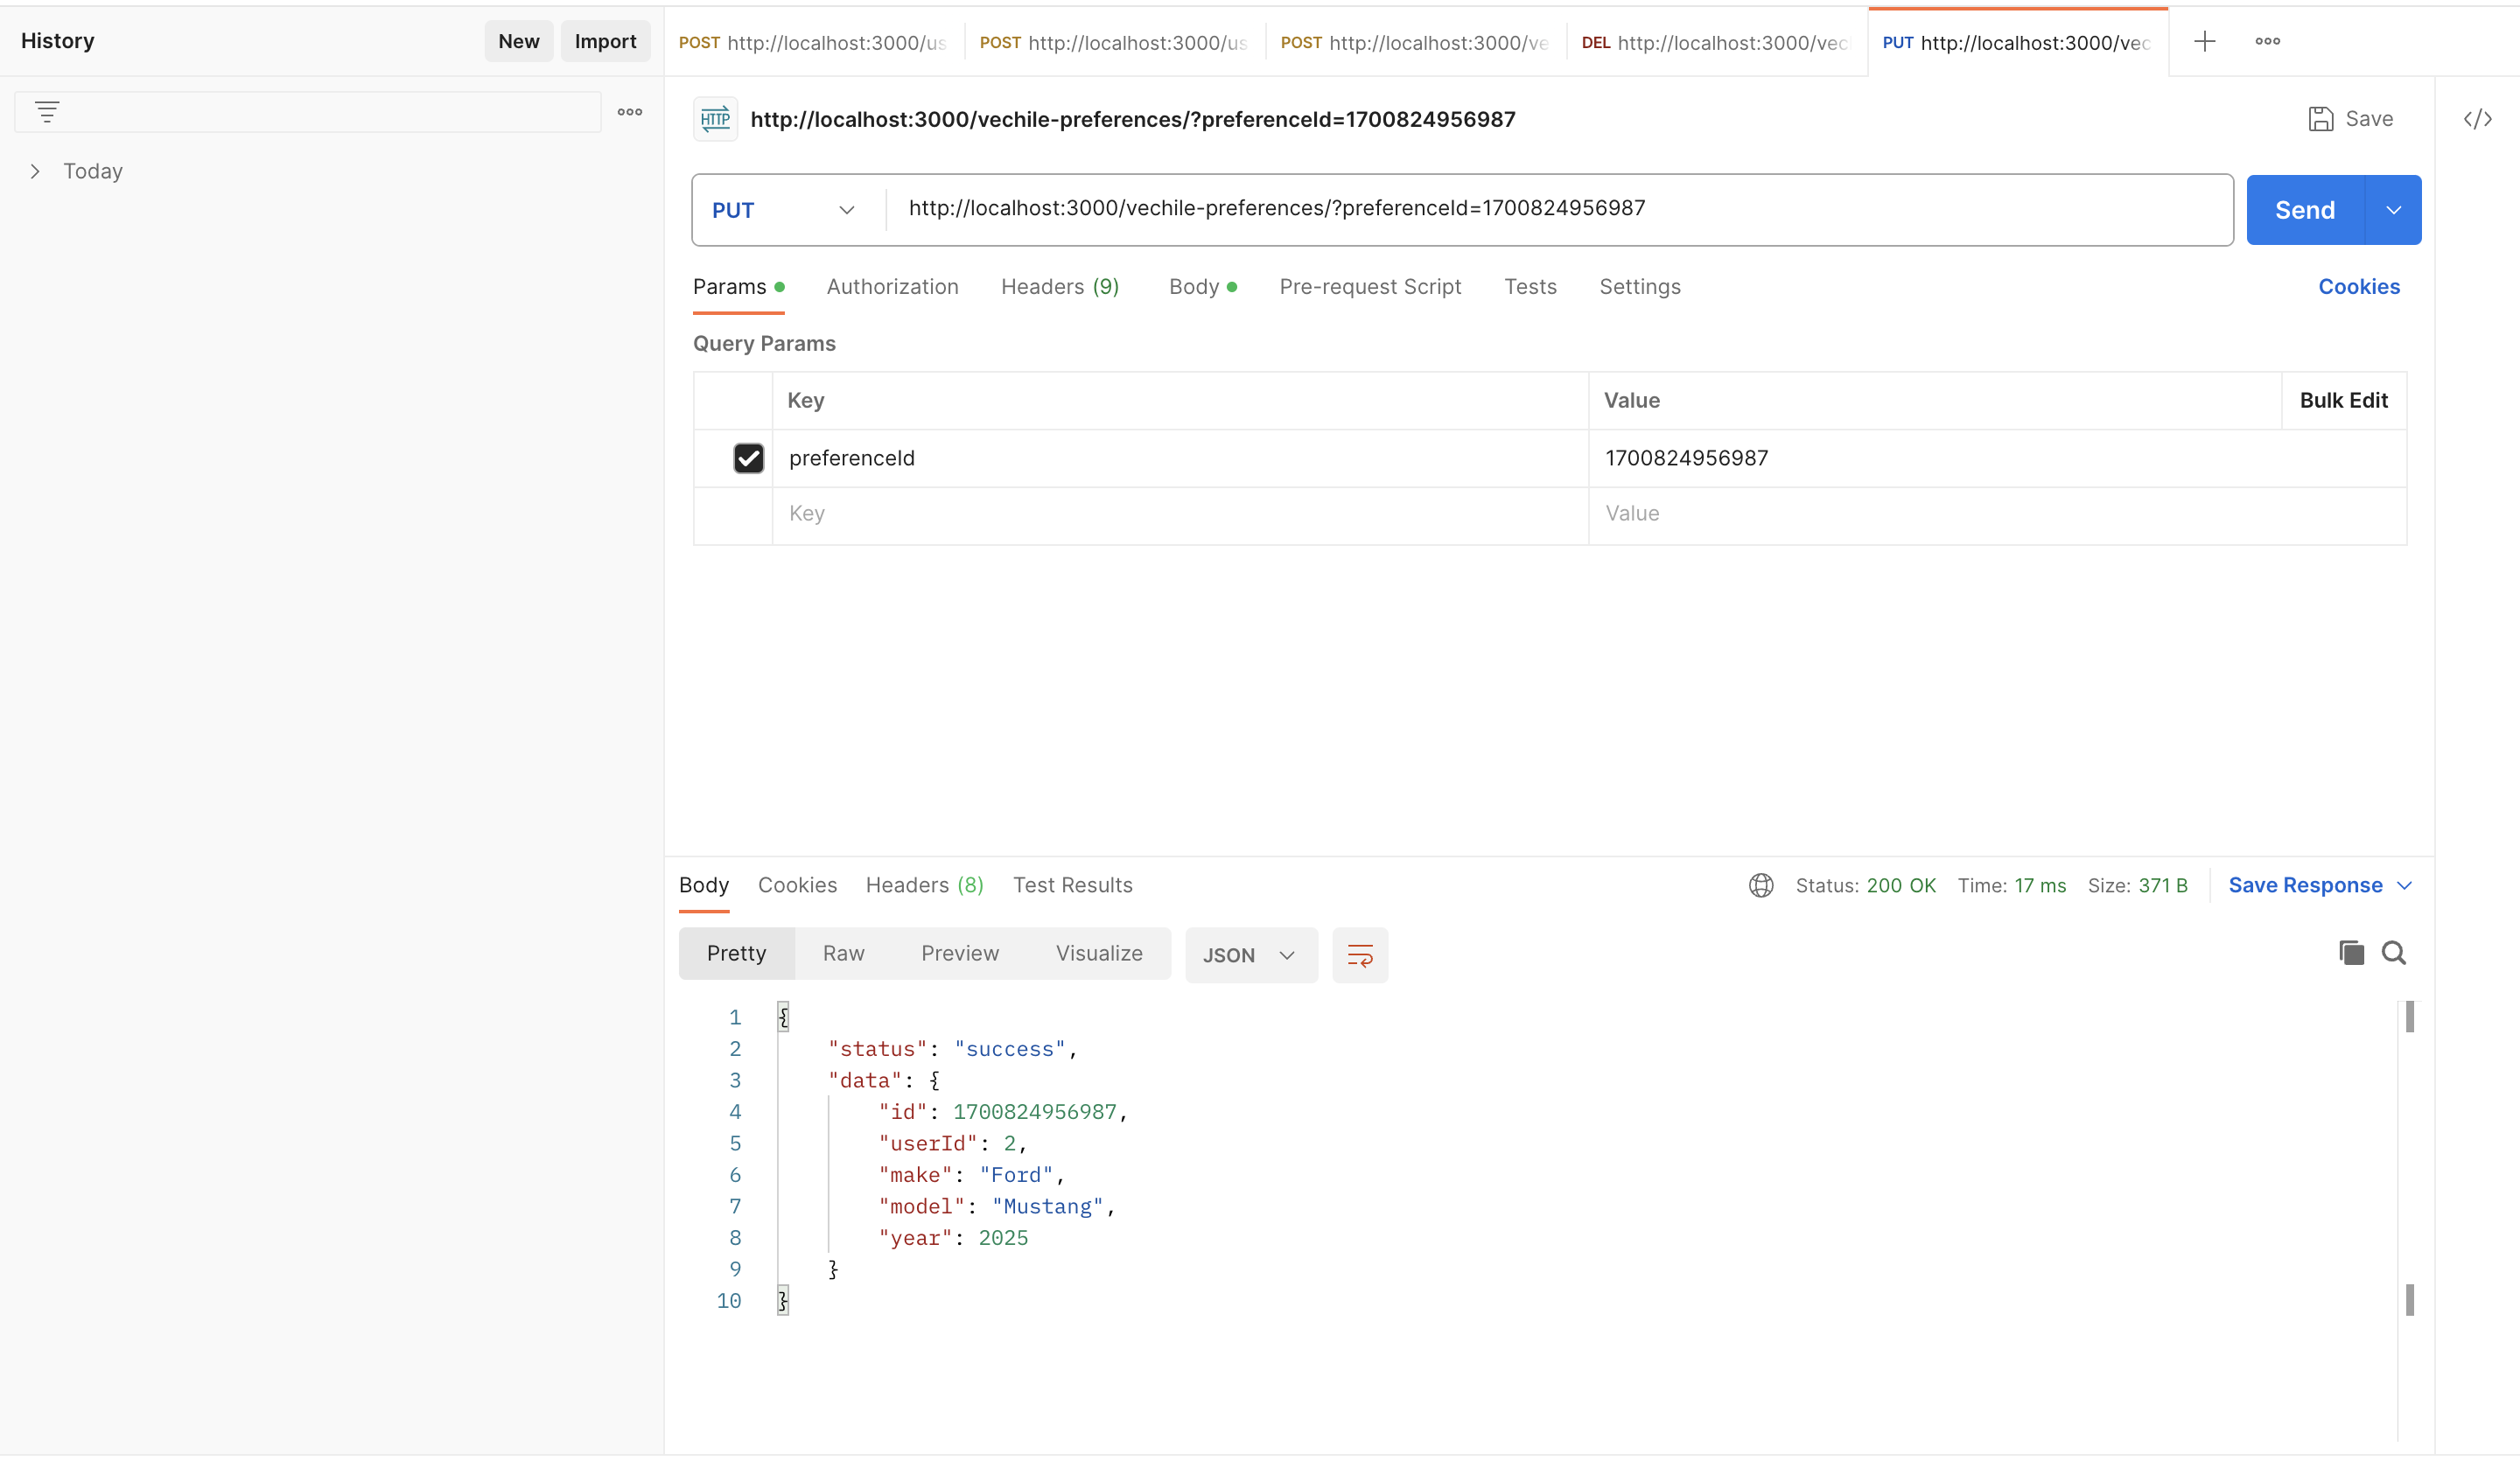 History
New
Import
POST http://localhost:3000/us
POST http://localhost:3000/us
POST http://localhost:3000/ve
DEL http://localhost:3000/vec
PUT http://localhost:3000/vec
Today
HTTP http://localhost:3000/vechile-preferences/?preferenceId=1700824956987
Save
</>
PUT
http://localhost:3000/vechile-preferences/?preferenceId=1700824956987
Send
Params
Authorization
Headers (9)
Body
Pre-request Script
Tests
Settings
Cookies
Query Params
Key
Value
Bulk Edit
preferenceId
1700824956987
Key
Value
Body
Cookies
Headers (8)
Test Results
Status: 200 OK
Time: 17 ms
Size: 371 B
Save Response
Pretty
Raw
Preview
Visualize
JSON
1 {
2 "status": "success",
3 "data": {
4 "id": 1700824956987,
5 "userId": 2,
6 "make": "Ford",
7 "model": "Mustang",
8 "year": 2025
9 }
10 }